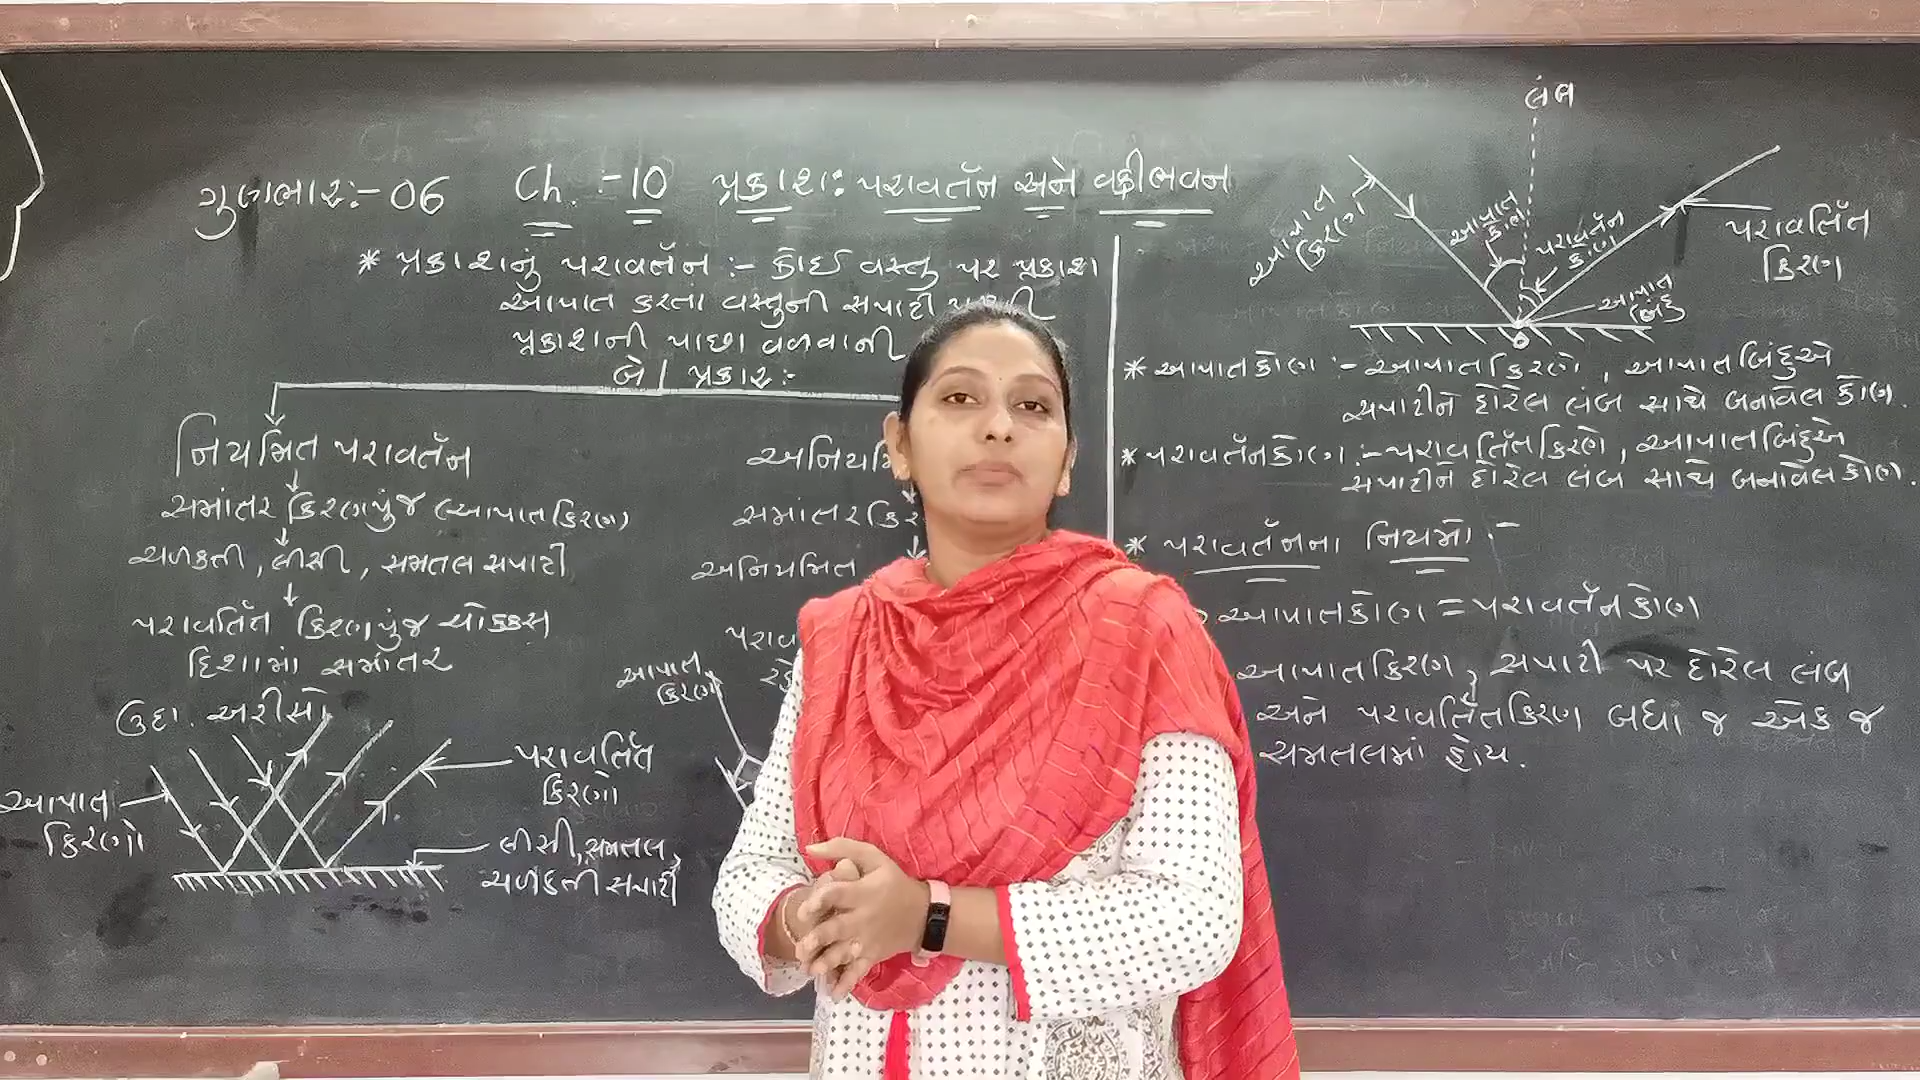 ગુણભાર:- 06
Ch. :- 10 પ્રકાશ: પરાવર્તન અને વક્રીભવન
* પ્રકાશનું પરાવર્તન :- કોઈ વસ્તુ પર પ્રકાશ
આપાત કરતા વસ્તુની સપાટી
પ્રકાશની પાછા વળવાની
બે પ્રકાર:-
નિયમિત પરાવર્તન
સમાંતર કિરણપુંજ (આપાતકિરણ)
ચળકતી, લીસી, સમતલ સપાટી
પરાવર્તિત કિરણપુંજ ચોક્કસ
દિશામાં સમાંતર
ઉદા. અરીસો
આપાત
કિરણો
પરાવર્તિત
કિરણો
લીસી, સમતલ,
ચળકતી સપાટી
અનિયમિ
સમાંતર કિર
અનિયમિત
પરાવ
આપાત
કિરણ
લંબ
આપાત
કિરણ
આપાત
કોણ
પરાવર્તન
કોણ
પરાવર્તિત
કિરણ
આપાત
બિંદુ
* આપાતકોણ :- આપાતકિરણે, આપાતબિંદુએ
સપાટીને દોરેલ લંબ સાથે બનાવેલ કોણ.
* પરાવર્તનકોણ :- પરાવર્તિતકિરણે, આપાતબિંદુએ
સપાટીને દોરેલ લંબ સાથે બનાવેલ કોણ.
* પરાવર્તનના નિયમો :-
આપાતકોણ = પરાવર્તન કોણ
આપાતકિરણ, સપાટી પર દોરેલ લંબ
અને પરાવર્તિતકિરણ બધા જ એક જ
સમતલમાં હોય.